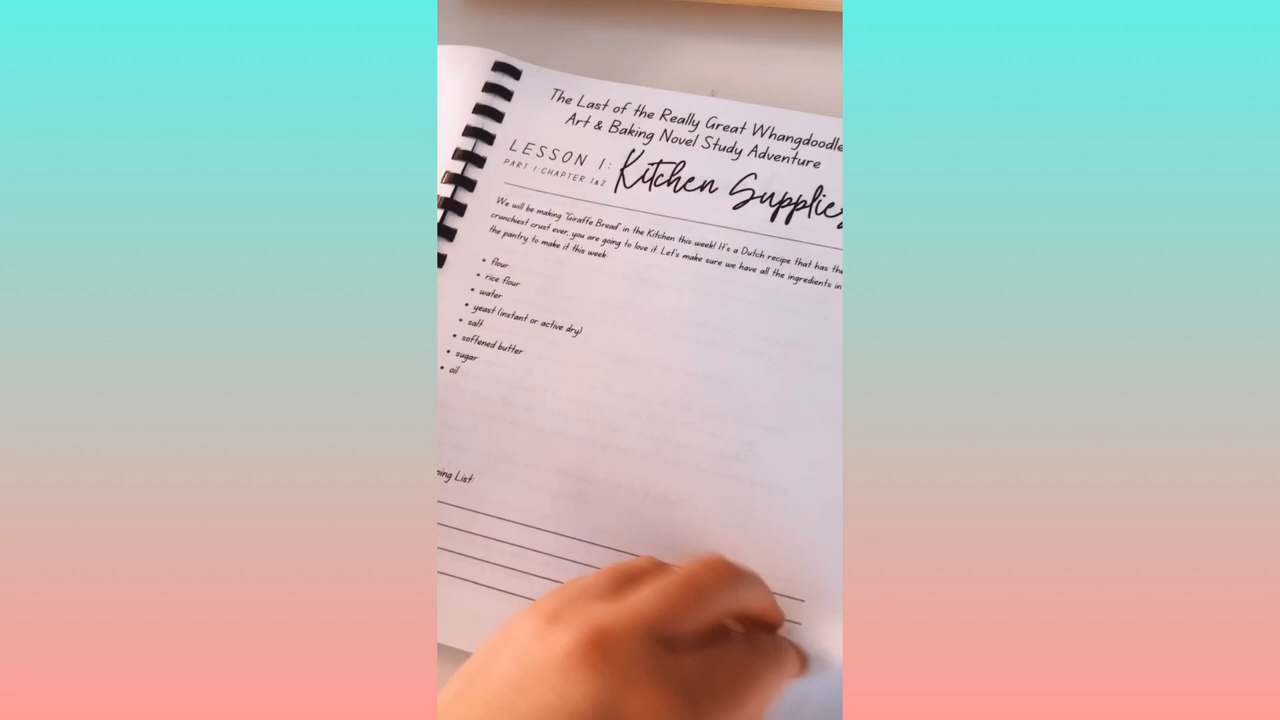 The Last of the Really Great Whangdoodle
Art & Baking Novel Study Adventure
LESSON 1:
PART 1: CHAPTER 1&2
Kitchen Supplies
We will be making "Giraffe Bread" in the Kitchen this week! It's a Dutch recipe that has the
crunchiest crust ever, you are going to love it. Let's make sure we have all the ingredients in
the pantry to make it this week:
• flour
• rice flour
• water
• yeast (instant or active dry)
• salt
• softened butter
• sugar
• oil
ping List: